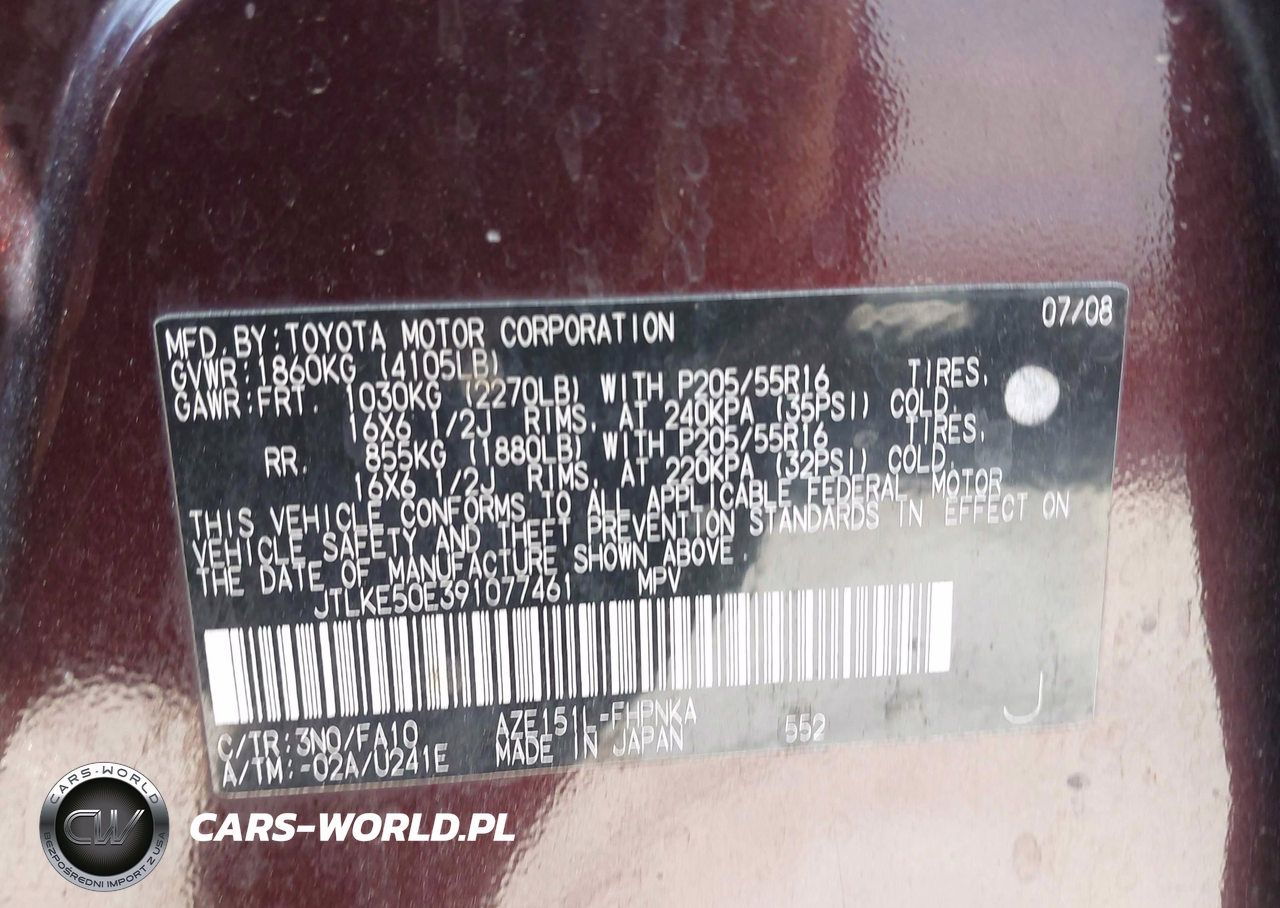 07/08
MFD. BY: TOYOTA MOTOR CORPORATION
GVWR: 1860KG (4105LB)
GAWR: FRT. 1030KG (2270LB) WITH P205/55R16 TIRES,
16X6 1/2J RIMS, AT 240KPA (35PSI) COLD,
RR. 855KG (1880LB) WITH P205/55R16 TIRES,
16X6 1/2J RIMS, AT 220KPA (32PSI) COLD,
THIS VEHICLE CONFORMS TO ALL APPLICABLE FEDERAL MOTOR
VEHICLE SAFETY AND THEFT PREVENTION STANDARDS IN EFFECT ON
THE DATE OF MANUFACTURE SHOWN ABOVE.
JTLKE50E391077461 MPV
C/TR: 3N0/FA10 AZE151L-FHPNKA 552
A/TM: -02A/U241E MADE IN JAPAN
J
CARS-WORLD
CW
BEZPOŚREDNI IMPORT Z USA
CARS-WORLD.PL